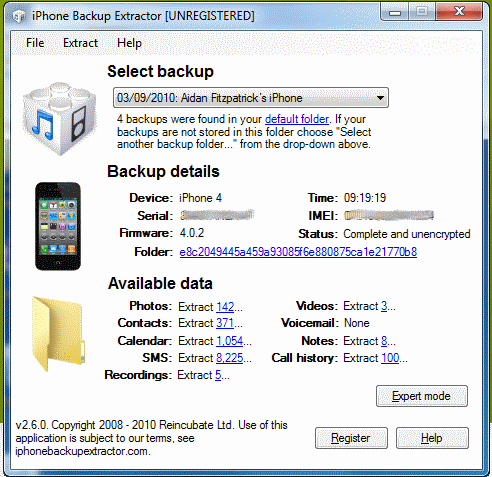 iPhone Backup Extractor [UNREGISTERED]
File Extract Help
Select backup
03/09/2010: Aidan Fitzpatrick's iPhone
4 backups were found in your default folder. If your
backups are not stored in this folder choose "Select
another backup folder..." from the drop-down above.
Backup details
Device: iPhone 4 Time: 09:19:19
Serial: IMEI:
Firmware: 4.0.2 Status: Complete and unencrypted
Folder: e8c2049445a459a93085f6e880875ca1e21770b8
Available data
Photos: Extract 142... Videos: Extract 3...
Contacts: Extract 371... Voicemail: None
Calendar: Extract 1,054... Notes: Extract 8...
SMS: Extract 8,225... Call history: Extract 100...
Recordings: Extract 5...
Expert mode
v2.6.0. Copyright 2008 - 2010 Reincubate Ltd. Use of this
application is subject to our terms, see
iphonebackupextractor.com.
Register Help